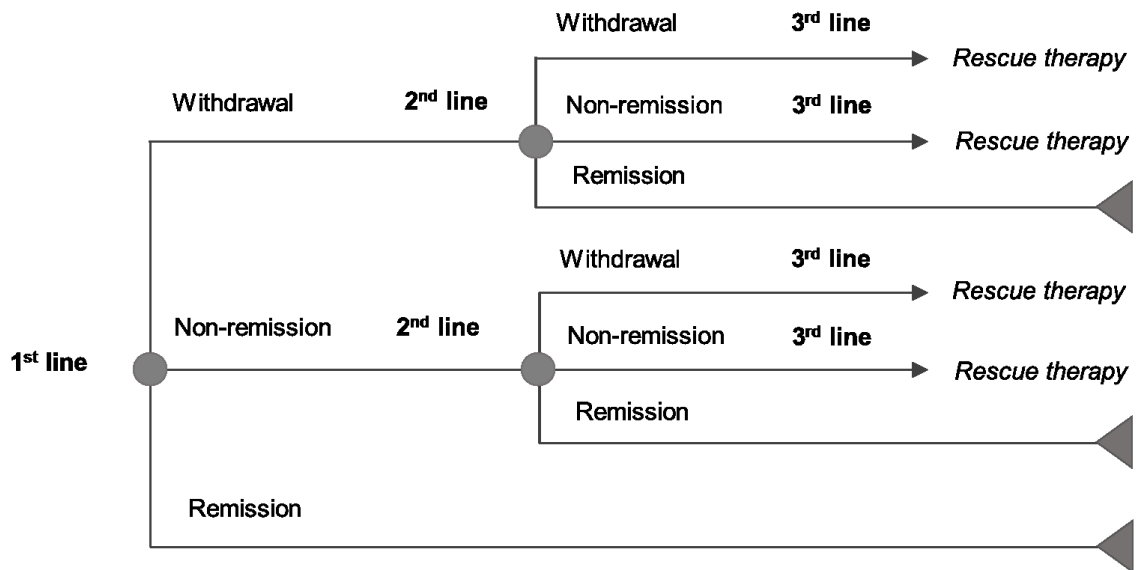 Withdrawal 3rd line
Rescue therapy
Withdrawal 2nd line
Non-remission 3rd line
Rescue therapy
Remission
Withdrawal 3rd line
Rescue therapy
Non-remission 2nd line
Non-remission 3rd line
1st line
Rescue therapy
Remission
Remission